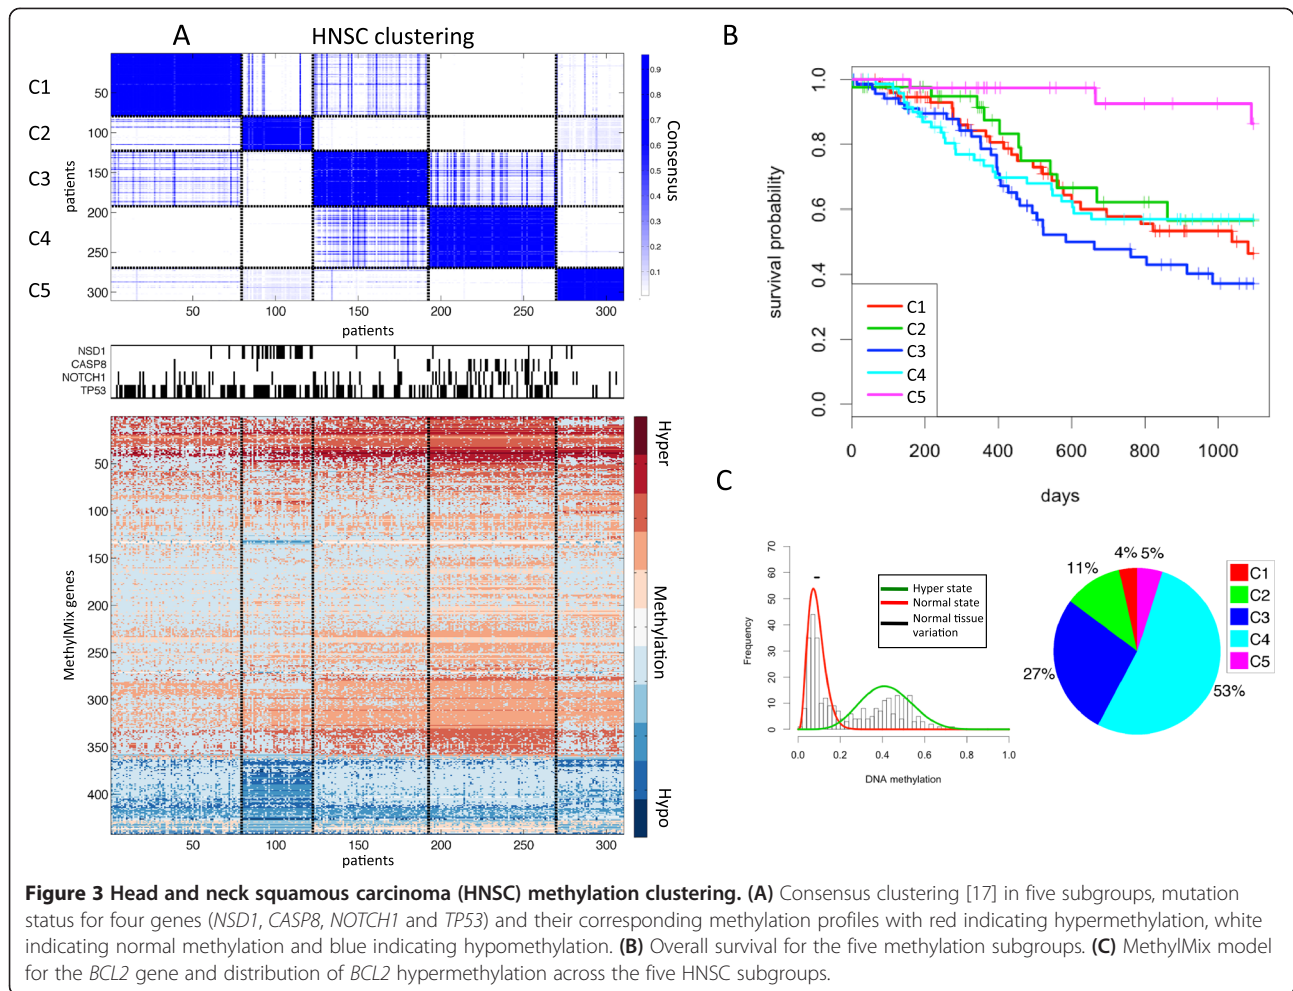 A
HNSC clustering
C1
C2
C3
C4
C5
patients
50
100
150
200
250
300
50
100
150
200
250
300
patients
0.9
0.8
0.7
0.6
0.5
0.4
0.3
0.2
0.1
Consensus
NSD1
CASP8
NOTCH1
TP53
MethylMix genes
50
100
150
200
250
300
350
400
50
100
150
200
250
300
patients
Hyper
Methylation
Hypo
B
survival probability
1.0
0.8
0.6
0.4
0.2
0.0
C1
C2
C3
C4
C5
0
200
400
600
800
1000
days
C
Frequency
70
60
50
40
30
20
10
0
0.0
0.2
0.4
0.6
0.8
1.0
DNA methylation
Hyper state
Normal state
Normal tissue
variation
4%
5%
11%
27%
53%
C1
C2
C3
C4
C5
Figure 3 Head and neck squamous carcinoma (HNSC) methylation clustering. (A) Consensus clustering [17] in five subgroups, mutation
status for four genes (NSD1, CASP8, NOTCH1 and TP53) and their corresponding methylation profiles with red indicating hypermethylation, white
indicating normal methylation and blue indicating hypomethylation. (B) Overall survival for the five methylation subgroups. (C) MethylMix model
for the BCL2 gene and distribution of BCL2 hypermethylation across the five HNSC subgroups.